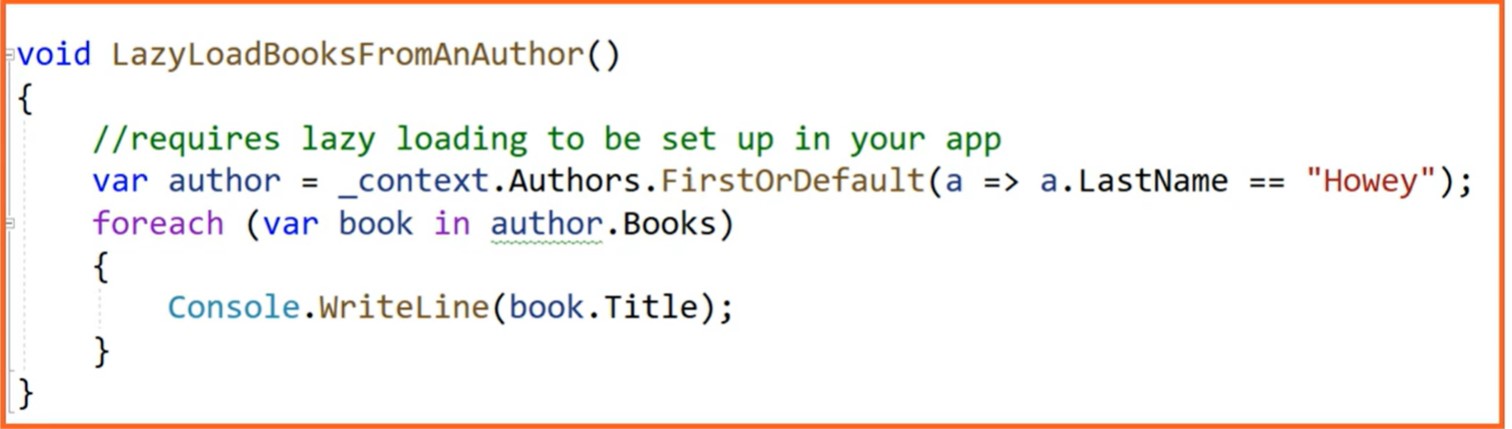 void LazyLoadBooksFromAnAuthor()
{
    //requires lazy loading to be set up in your app
    var author = _context.Authors.FirstOrDefault(a => a.LastName == "Howey");
    foreach (var book in author.Books)
    {
        Console.WriteLine(book.Title);
    }
}